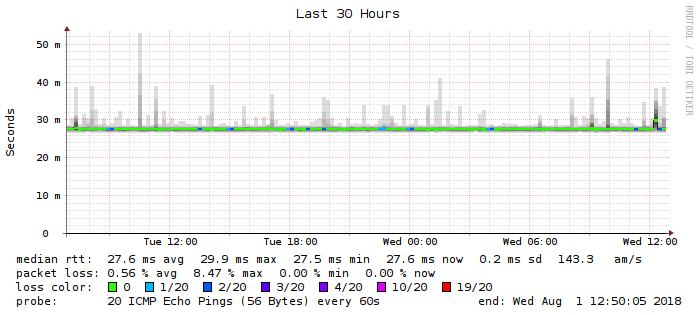 Last 30 Hours
RRDTOOL / TOBI OETIKER
Seconds
50 m
40 m
30 m
20 m
10 m
0
Tue 12:00 Tue 18:00 Wed 00:00 Wed 06:00 Wed 12:00
median rtt: 27.6 ms avg 29.9 ms max 27.5 ms min 27.6 ms now 0.2 ms sd 143.3 am/s
packet loss: 0.56 % avg 8.47 % max 0.00 % min 0.00 % now
loss color: 0 1/20 2/20 3/20 4/20 10/20 19/20
probe: 20 ICMP Echo Pings (56 Bytes) every 60s end: Wed Aug 1 12:50:05 2018